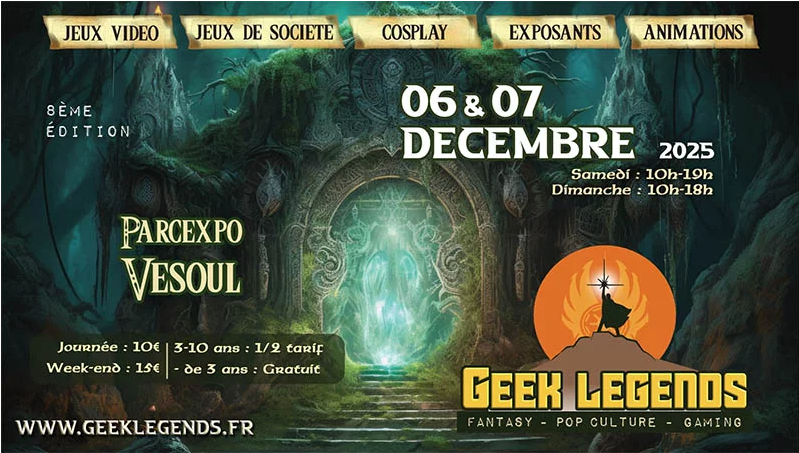 JEUX VIDEO
JEUX DE SOCIETE
COSPLAY
EXPOSANTS
ANIMATIONS
8ÈME
ÉDITION
06 & 07
DECEMBRE 2025
Samedi : 10h-19h
Dimanche : 10h-18h
PARCEXPO
VESOUL
Journée : 10€ | 3-10 ans : 1/2 tarif
Week-end : 15€ | - de 3 ans : Gratuit
GEEK LEGENDS
FANTASY - POP CULTURE - GAMING
WWW.GEEKLEGENDS.FR